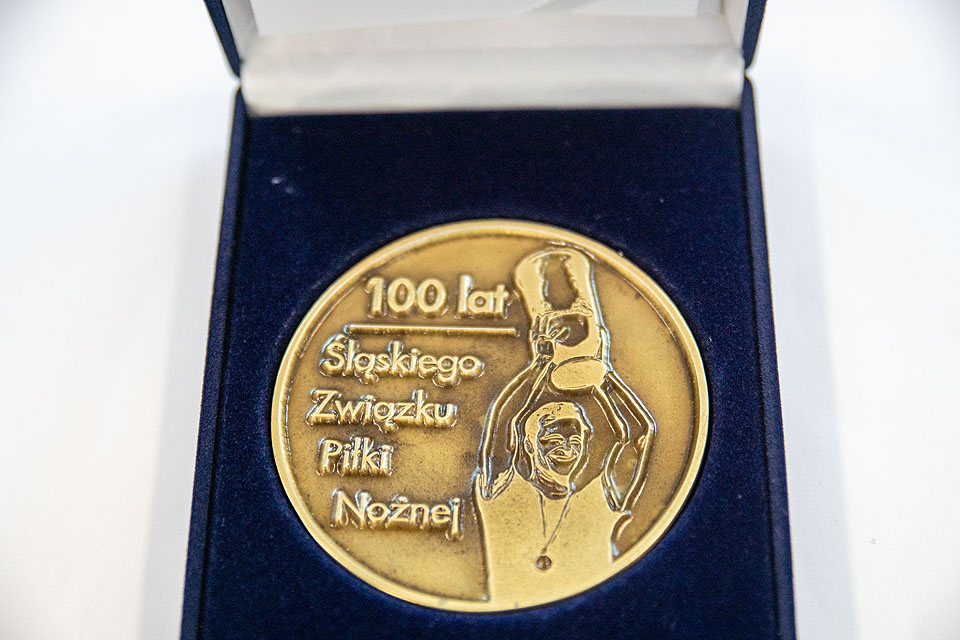 100 lat
Śląskiego
Związku
Piłki
Nożnej